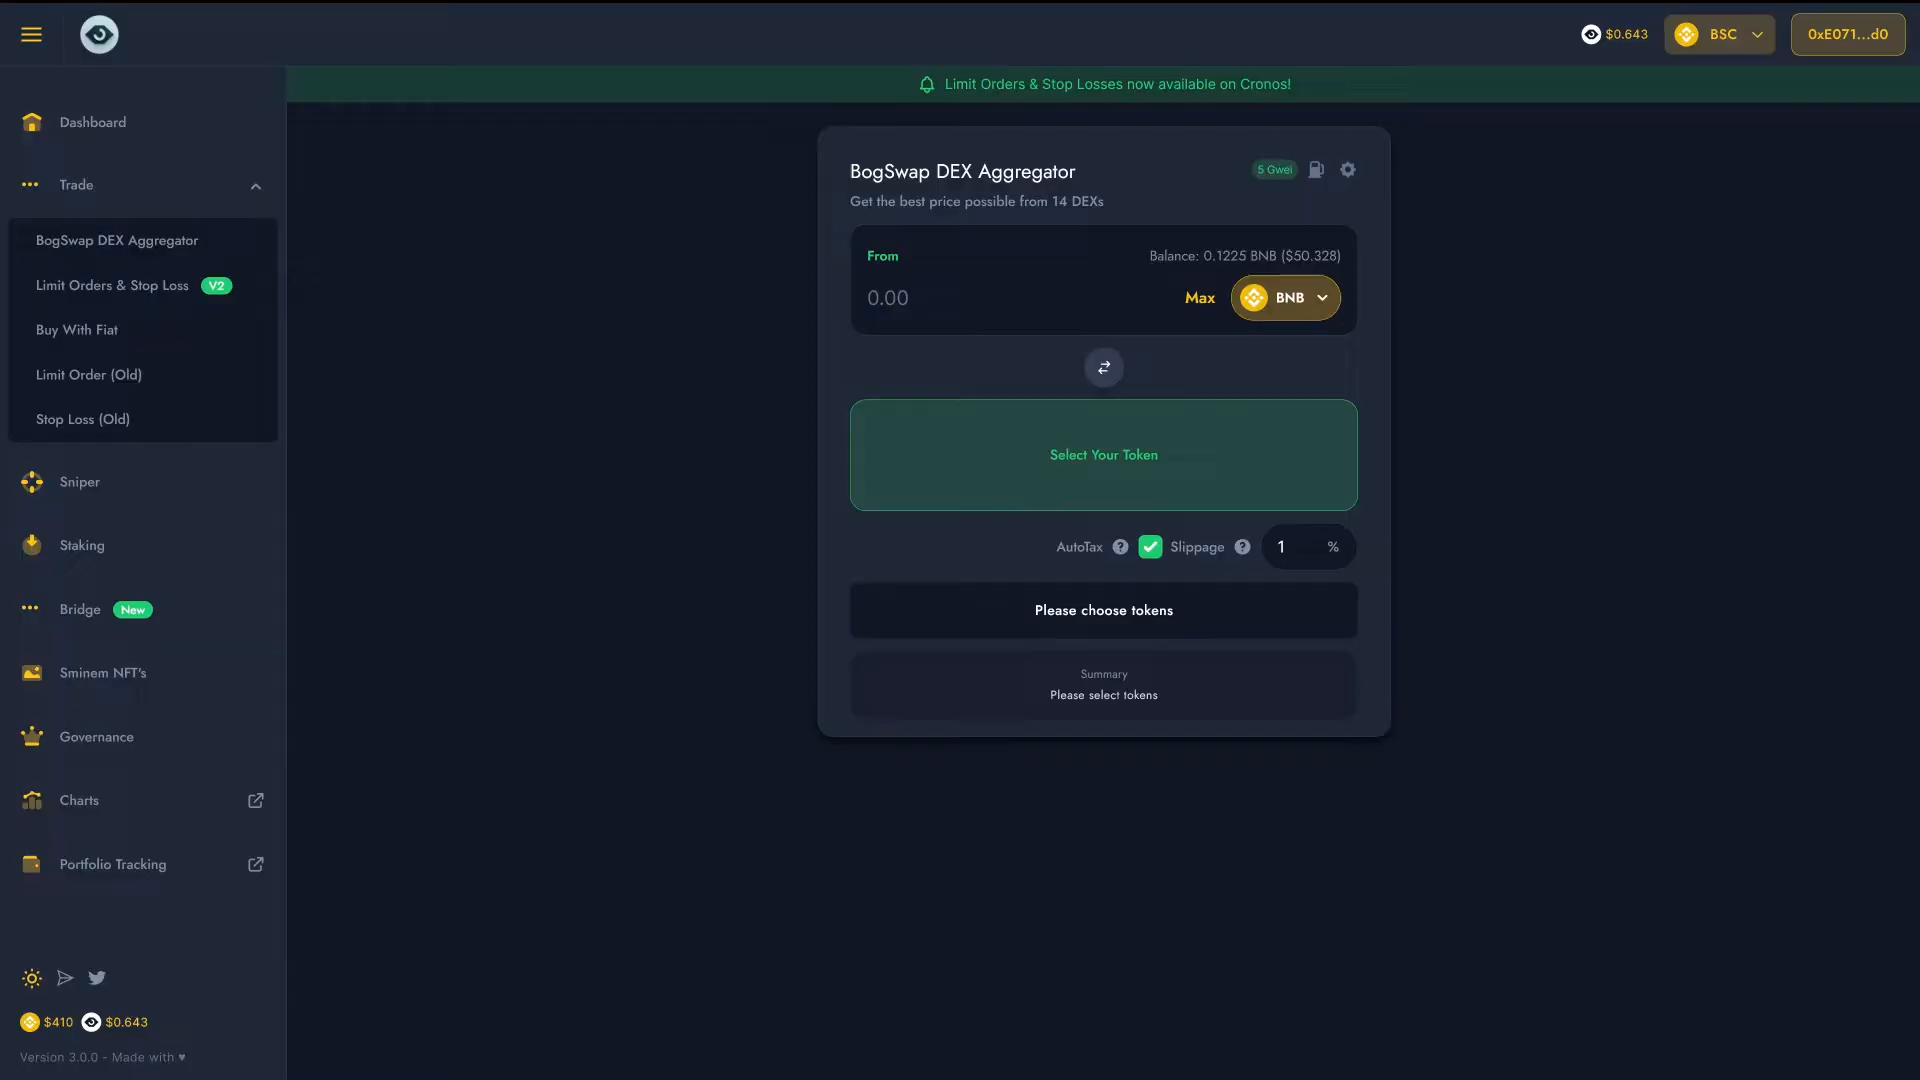 $0.643
BSC
0xE071...d0
Limit Orders & Stop Losses now available on Cronos!
Dashboard
Trade
BogSwap DEX Aggregator
Limit Orders & Stop Loss V2
Buy With Fiat
Limit Order (Old)
Stop Loss (Old)
Sniper
Staking
Bridge New
Sminem NFT's
Governance
Charts
Portfolio Tracking
$410 $0.643
Version 3.0.0 - Made with ♥
BogSwap DEX Aggregator
5 Gwei
Get the best price possible from 14 DEXs
From
Balance: 0.1225 BNB ($50.328)
0.00
Max
BNB
Select Your Token
AutoTax ? Slippage ? 1 %
Please choose tokens
Summary
Please select tokens